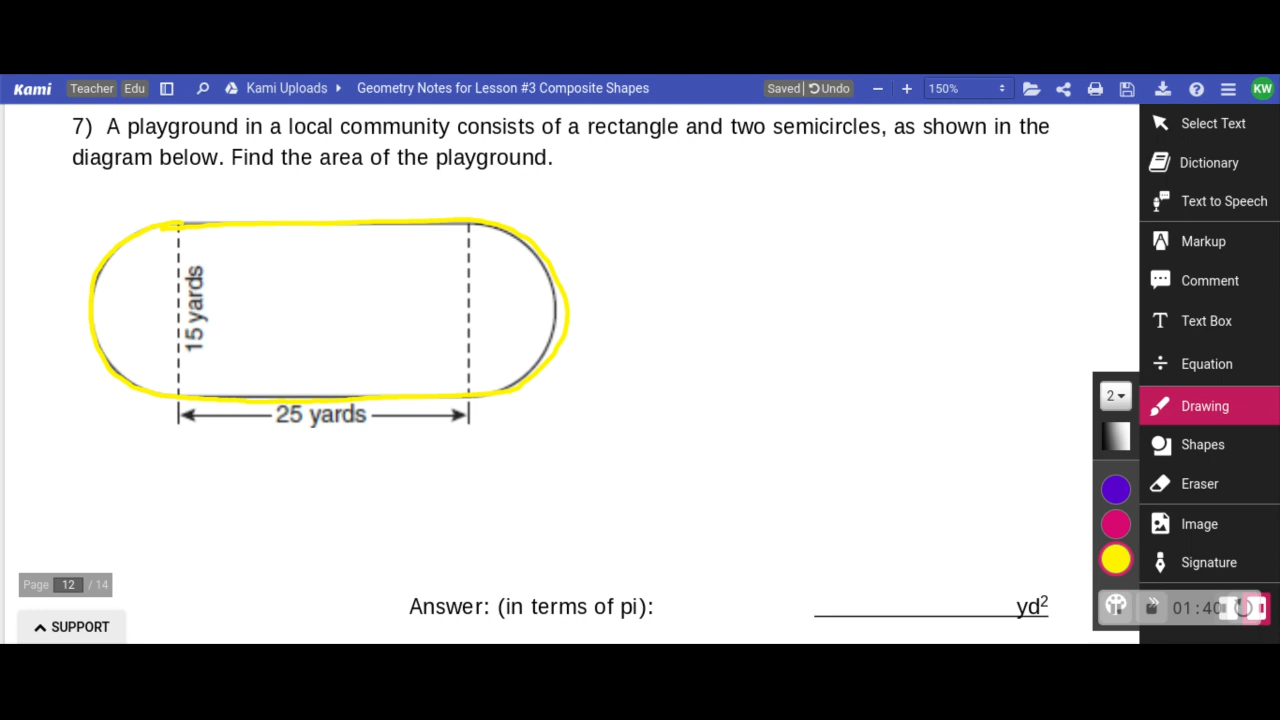 Kami Teacher Edu Kami Uploads Geometry Notes for Lesson #3 Composite Shapes Saved Undo 150% KW
7) A playground in a local community consists of a rectangle and two semicircles, as shown in the
diagram below. Find the area of the playground.
15 yards
25 yards
Answer: (in terms of pi): yd²
Page 12 / 14
SUPPORT
Select Text
Dictionary
Text to Speech
Markup
Comment
Text Box
Equation
Drawing
Shapes
Eraser
Image
Signature
2
01:40